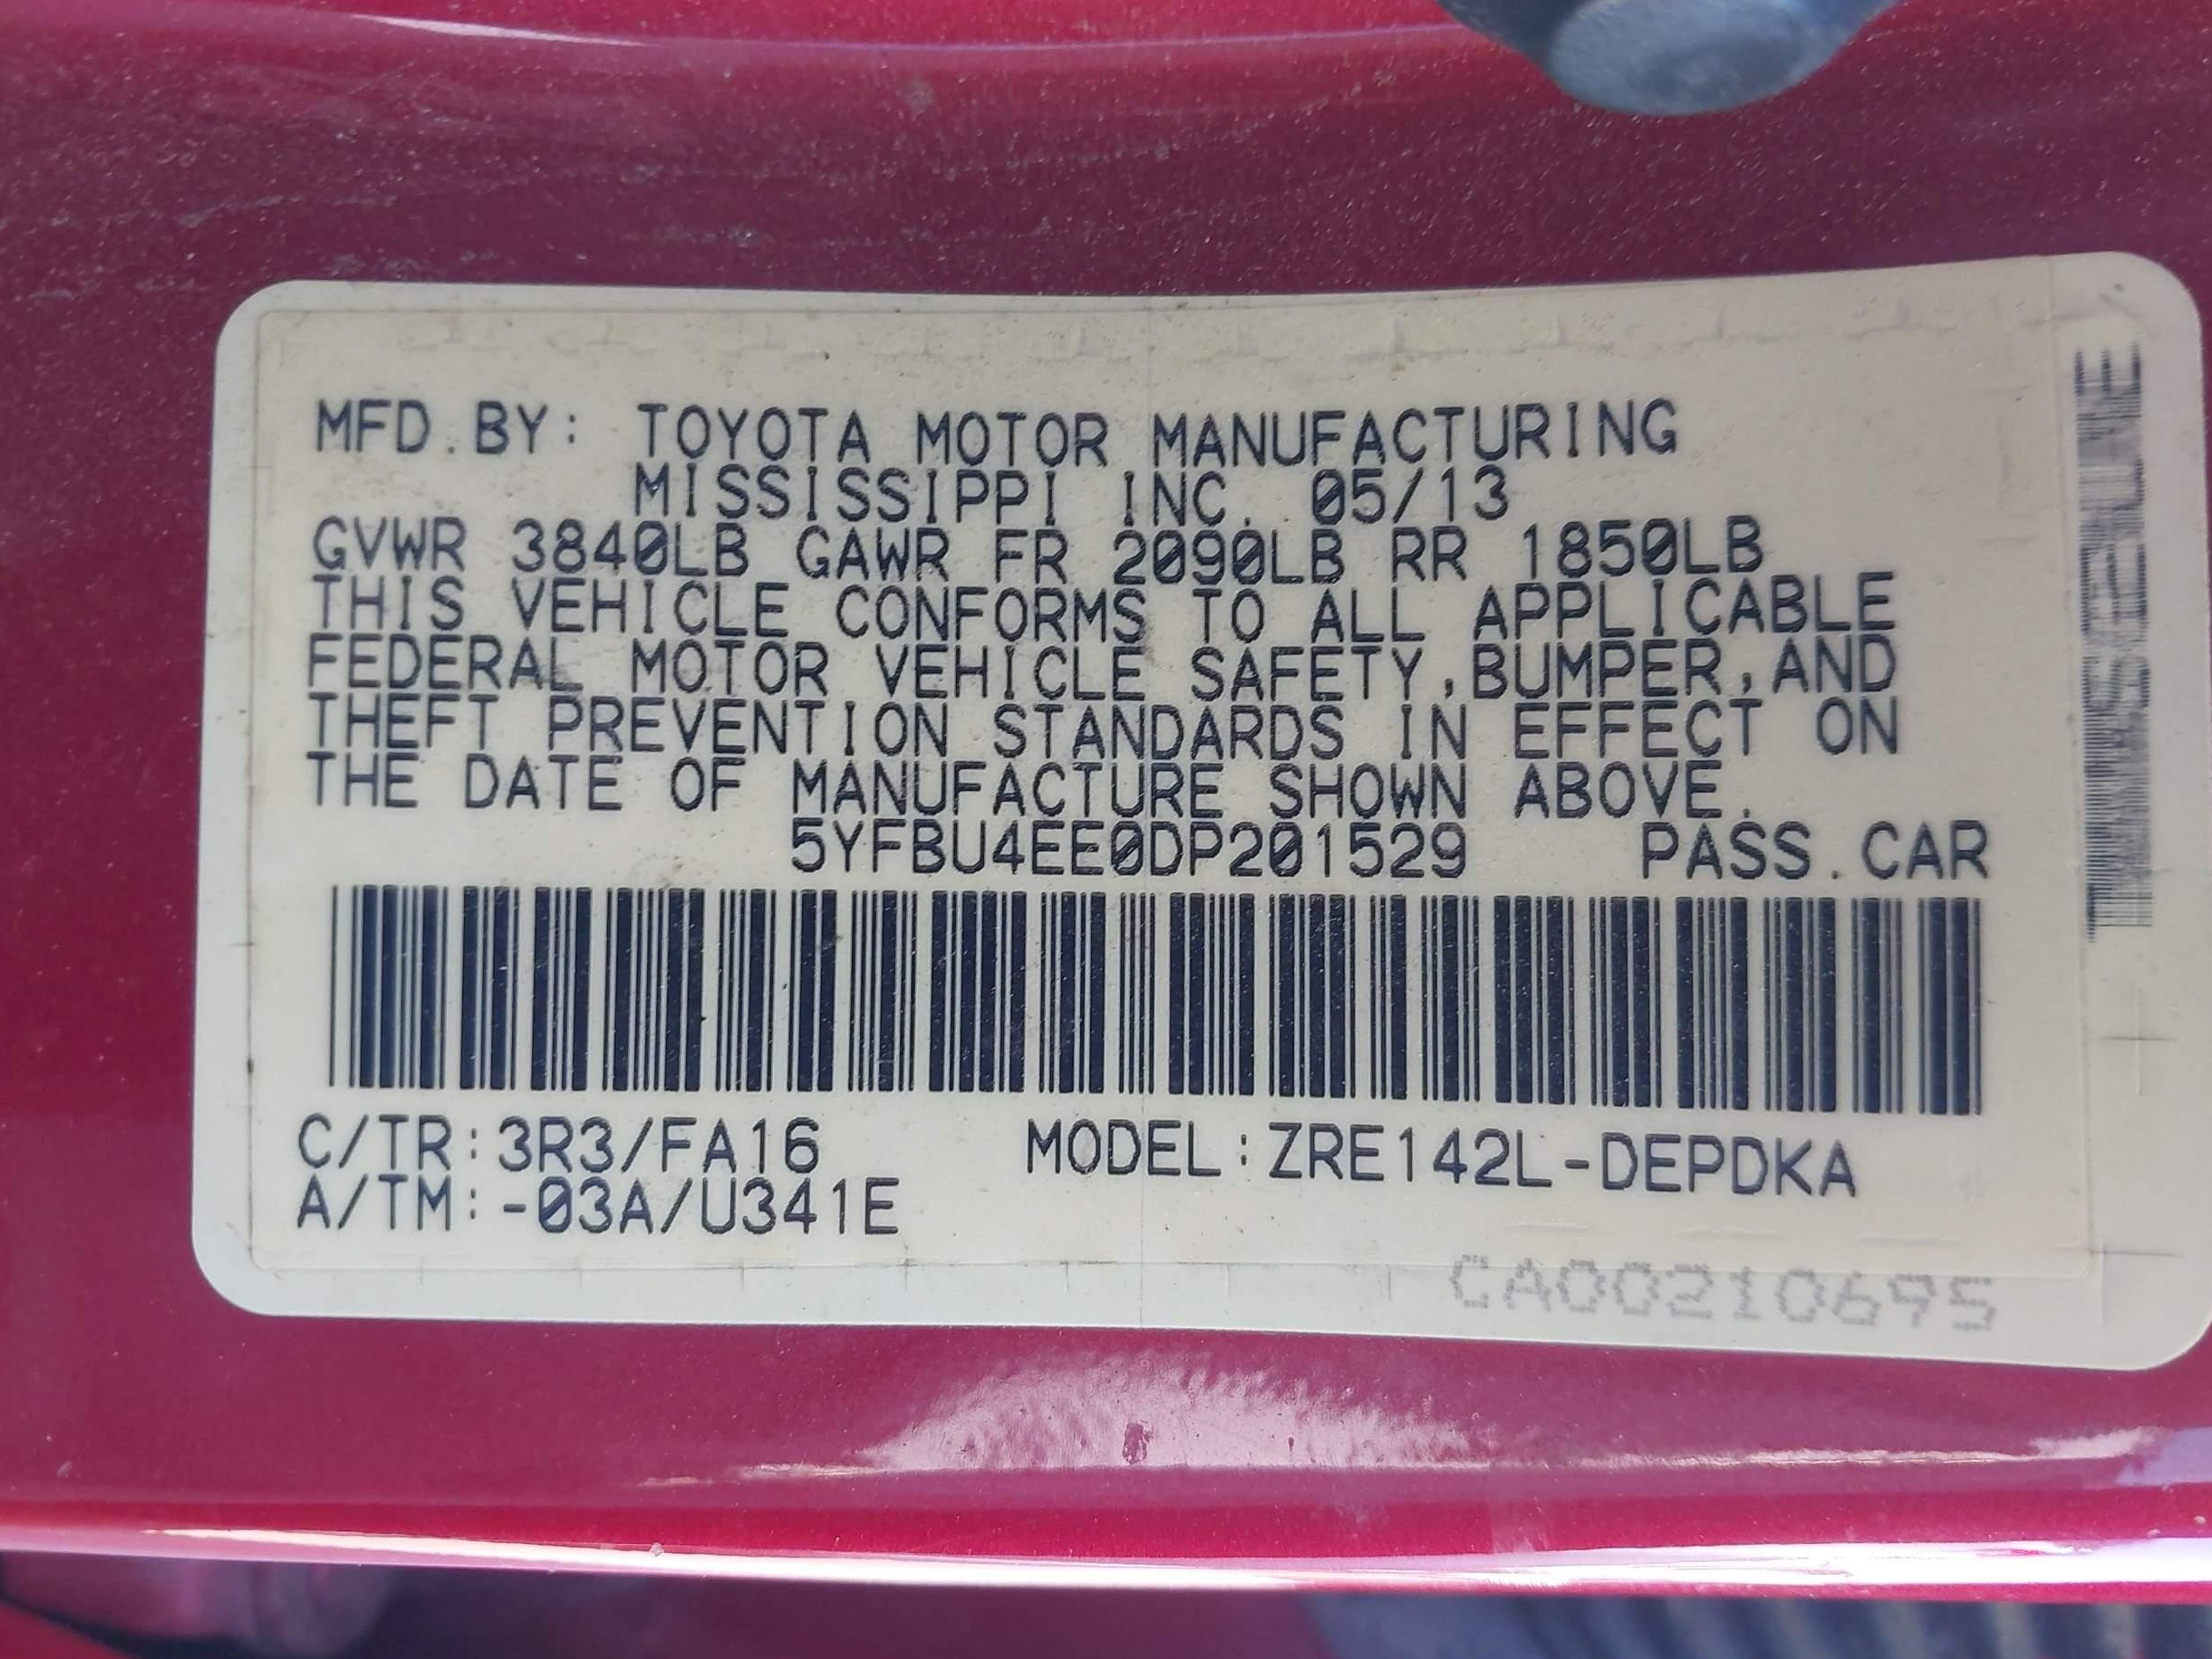 MFD.BY: TOYOTA MOTOR MANUFACTURING
MISSISSIPPI INC. 05/13
GVWR 3840LB GAWR FR 2090LB RR 1850LB
THIS VEHICLE CONFORMS TO ALL APPLICABLE
FEDERAL MOTOR VEHICLE SAFETY,BUMPER,AND
THEFT PREVENTION STANDARDS IN EFFECT ON
THE DATE OF MANUFACTURE SHOWN ABOVE.
5YFBU4EE0DP201529 PASS.CAR
C/TR:3R3/FA16 MODEL:ZRE142L-DEPDKA
A/TM:-03A/U341E
CA00210695